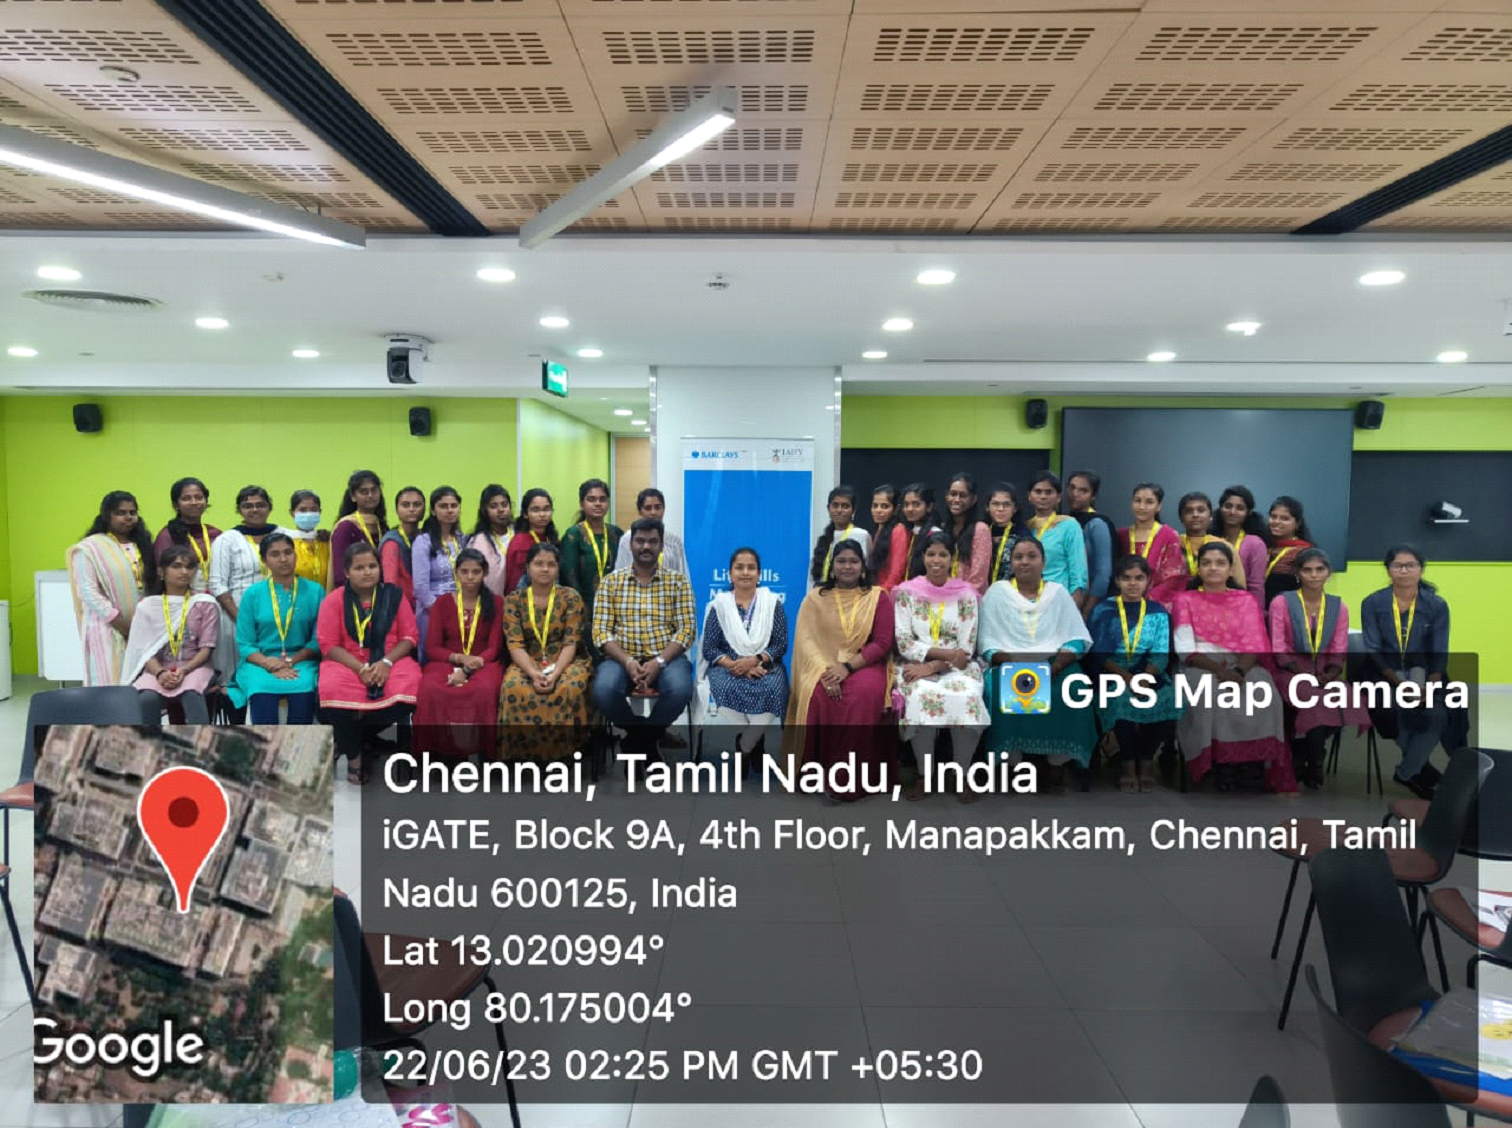 BARCLAYS
GPS Map Camera
Chennai, Tamil Nadu, India
iGATE, Block 9A, 4th Floor, Manapakkam, Chennai, Tamil
Nadu 600125, India
Lat 13.020994°
Long 80.175004°
22/06/23 02:25 PM GMT +05:30
Google